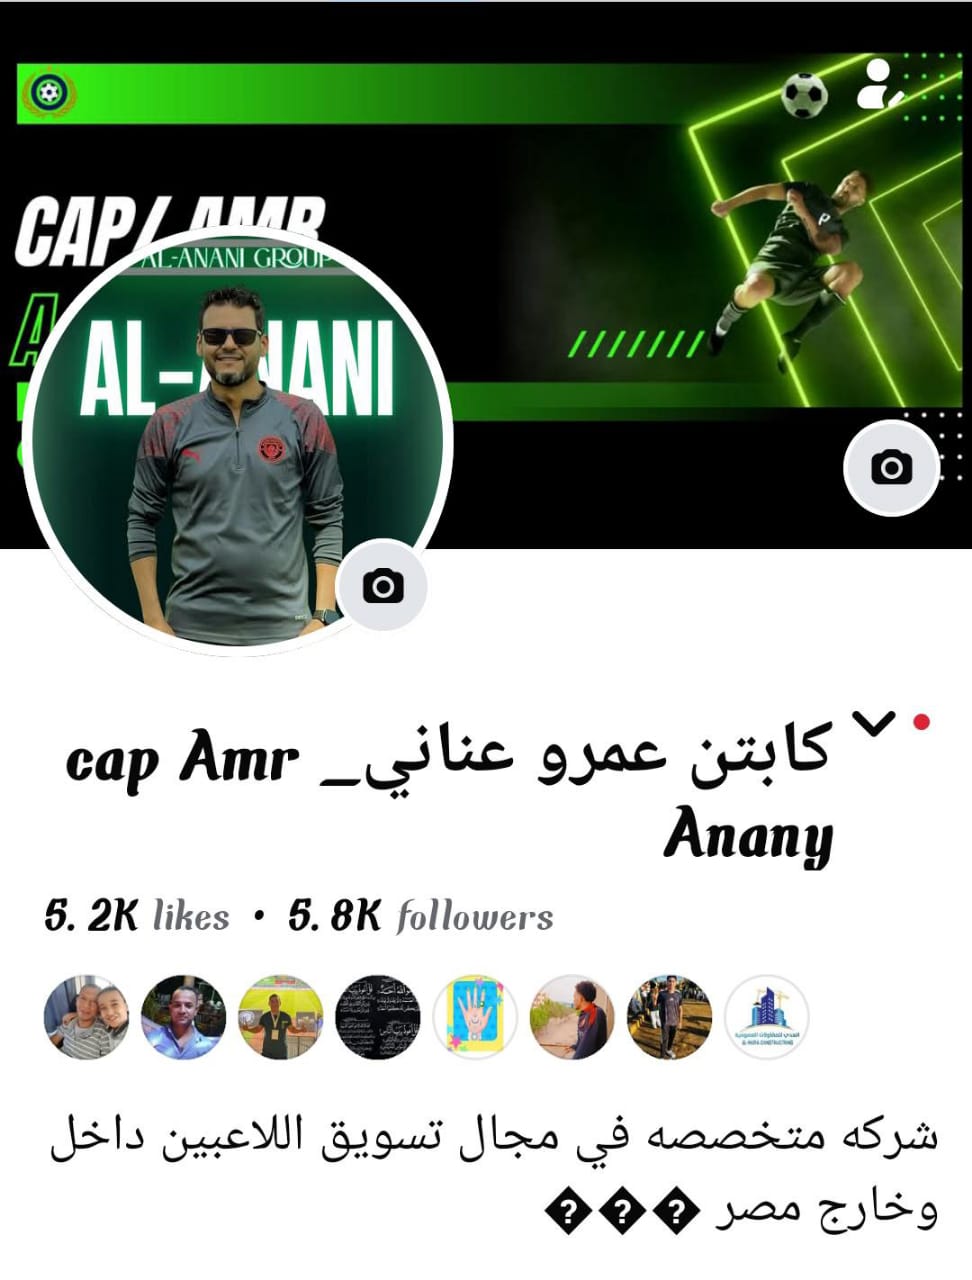 CAP/ AMR
AL-ANANI GROUP
AL-ANANI
كابتن عمرو عناني_ cap Amr
Anany
5.2K likes • 5.8K followers
شركه متخصصه في مجال تسويق اللاعبين داخل
وخارج مصر ���